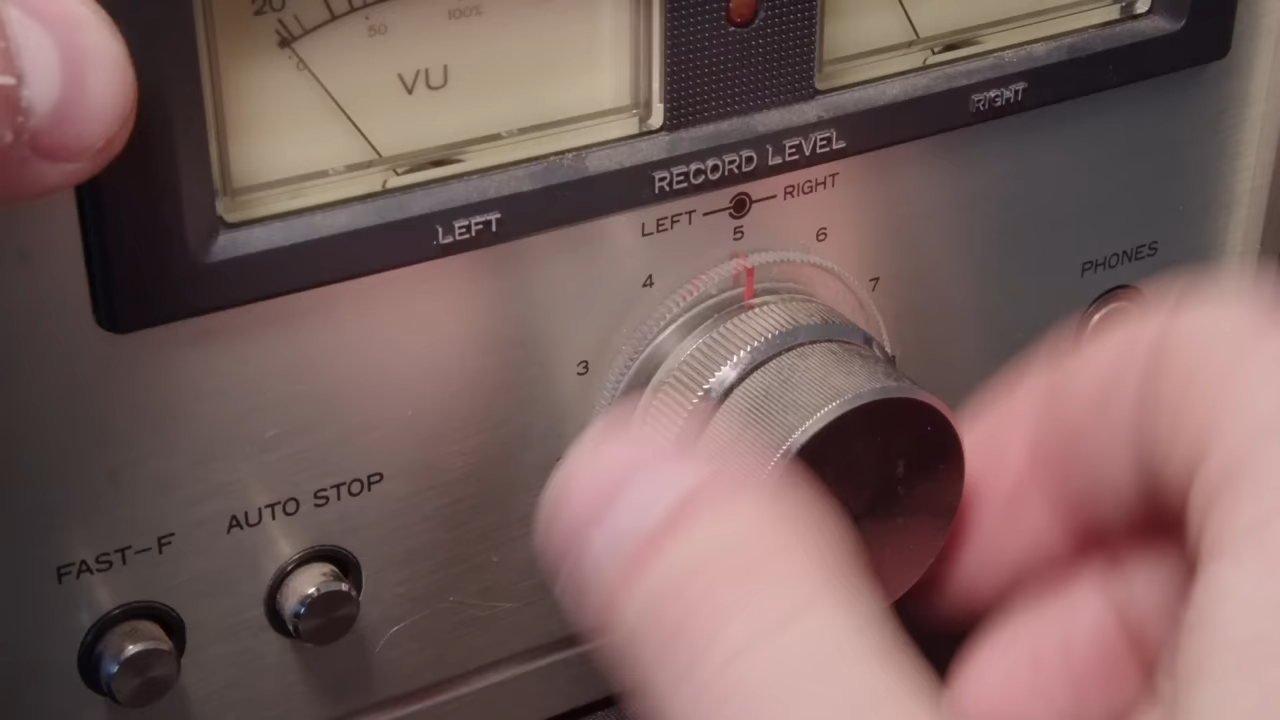 20
50
100%
VU
RIGHT
RECORD LEVEL
LEFT
LEFT RIGHT
5 6
4 7
3
PHONES
AUTO STOP
FAST-F